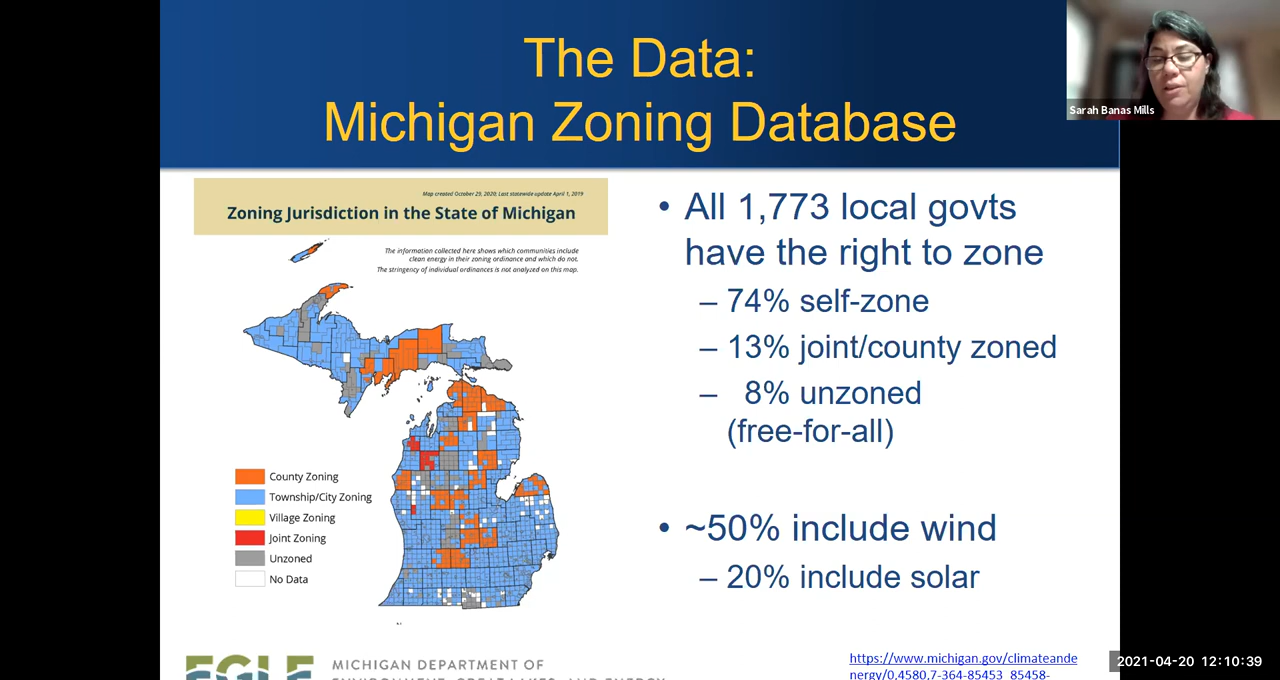 The Data:
Michigan Zoning Database
Sarah Banas Mills
Map created October 29, 2020; Last statewide update April 1, 2019
Zoning Jurisdiction in the State of Michigan
The information collected here shows which communities include
clean energy in their zoning ordinance and which do not.
The stringency of individual ordinances is not analyzed on this map.
County Zoning
Township/City Zoning
Village Zoning
Joint Zoning
Unzoned
No Data
• All 1,773 local govts
have the right to zone
– 74% self-zone
– 13% joint/county zoned
– 8% unzoned
(free-for-all)
• ~50% include wind
– 20% include solar
EGLE
MICHIGAN DEPARTMENT OF
ENVIRONMENT, GREAT LAKES, AND ENERGY
https://www.michigan.gov/climateande
nergy/0,4580,7-364-85453_85458-
2021-04-20 12:10:39